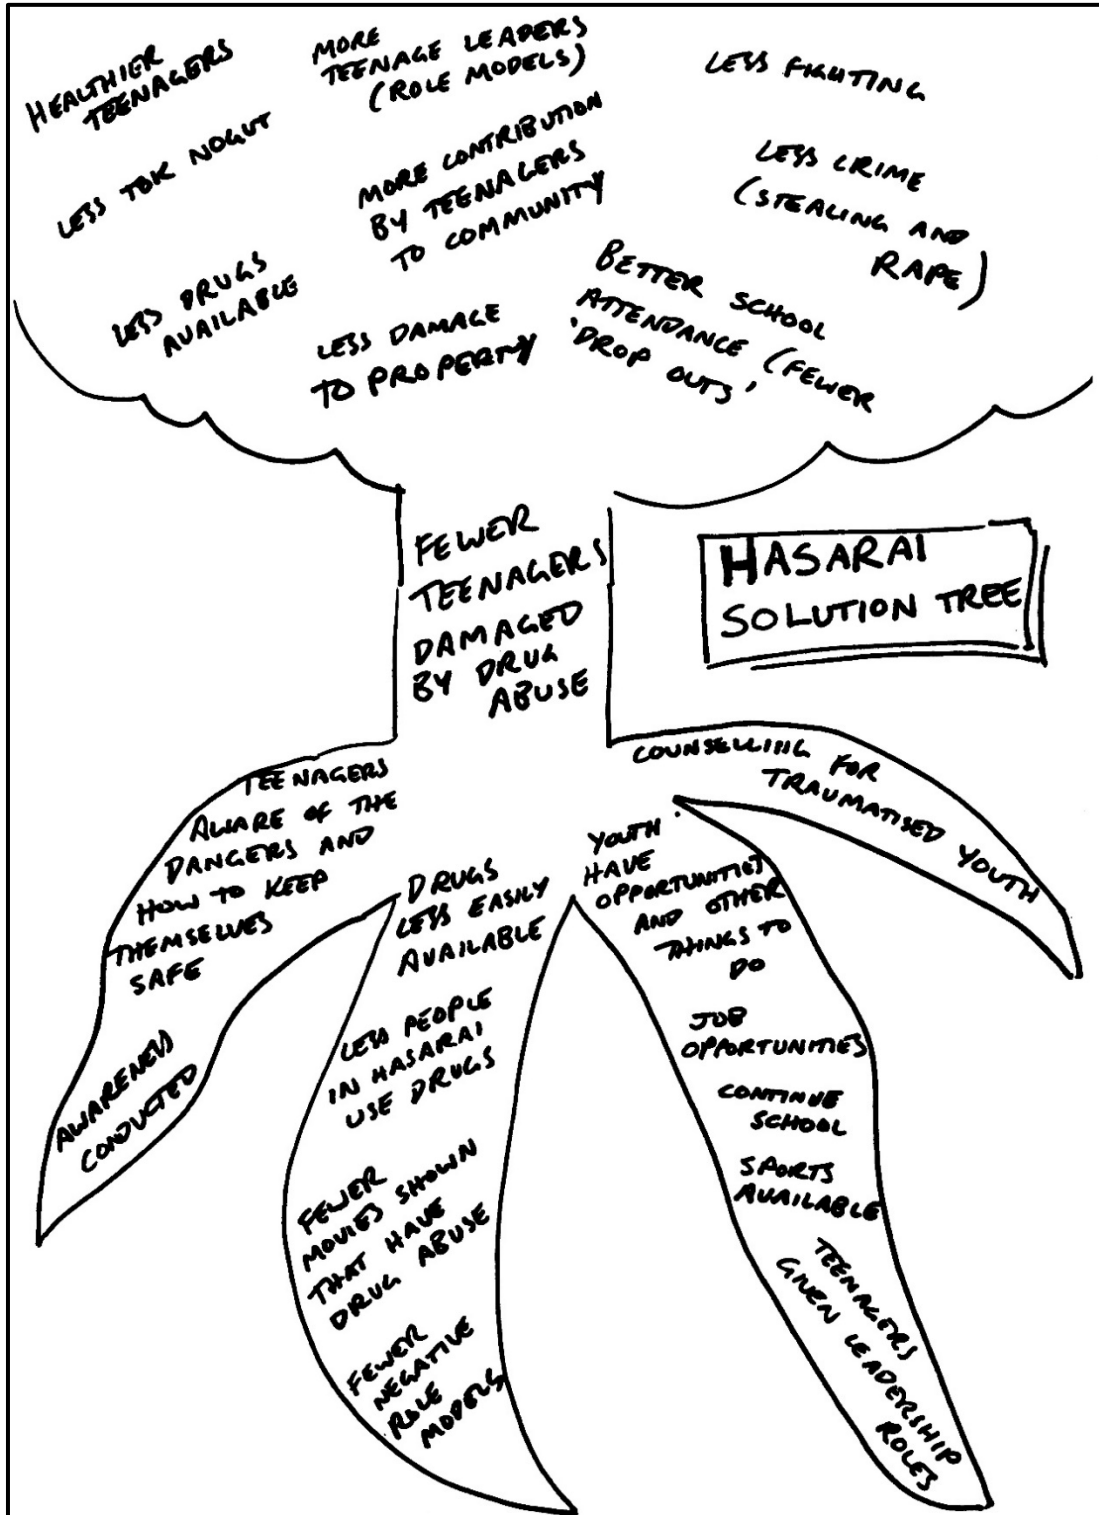 HEALTHIER
TEENAGERS
MORE
TEENAGE LEADERS
(ROLE MODELS)
LESS FIGHTING
LESS TOK NOGUT
MORE CONTRIBUTION
BY TEENAGERS
TO COMMUNITY
LESS CRIME
(STEALING AND
RAPE)
LESS DRUGS
AVAILABLE
LESS DAMAGE
TO PROPERTY
BETTER SCHOOL
ATTENDANCE (FEWER
'DROP OUTS'
FEWER
TEENAGERS
DAMAGED
BY DRUG
ABUSE
HASARAI
SOLUTION TREE
TEENAGERS
AWARE OF THE
DANGERS AND
HOW TO KEEP
THEMSELVES
SAFE
AWARENESS
CONDUCTED
DRUGS
LESS EASILY
AVAILABLE
LESS PEOPLE
IN HASARAI
USE DRUGS
FEWER
MOVIES SHOWN
THAT HAVE
DRUG ABUSE
FEWER
NEGATIVE
ROLE
MODELS
YOUTH
HAVE
OPPORTUNITIES
AND OTHER
THINGS TO
DO
JOB
OPPORTUNITIES
CONTINUE
SCHOOL
SPORTS
AVAILABLE
TEENAGERS
GIVEN LEADERSHIP
ROLES
COUNSELLING FOR
TRAUMATISED YOUTH